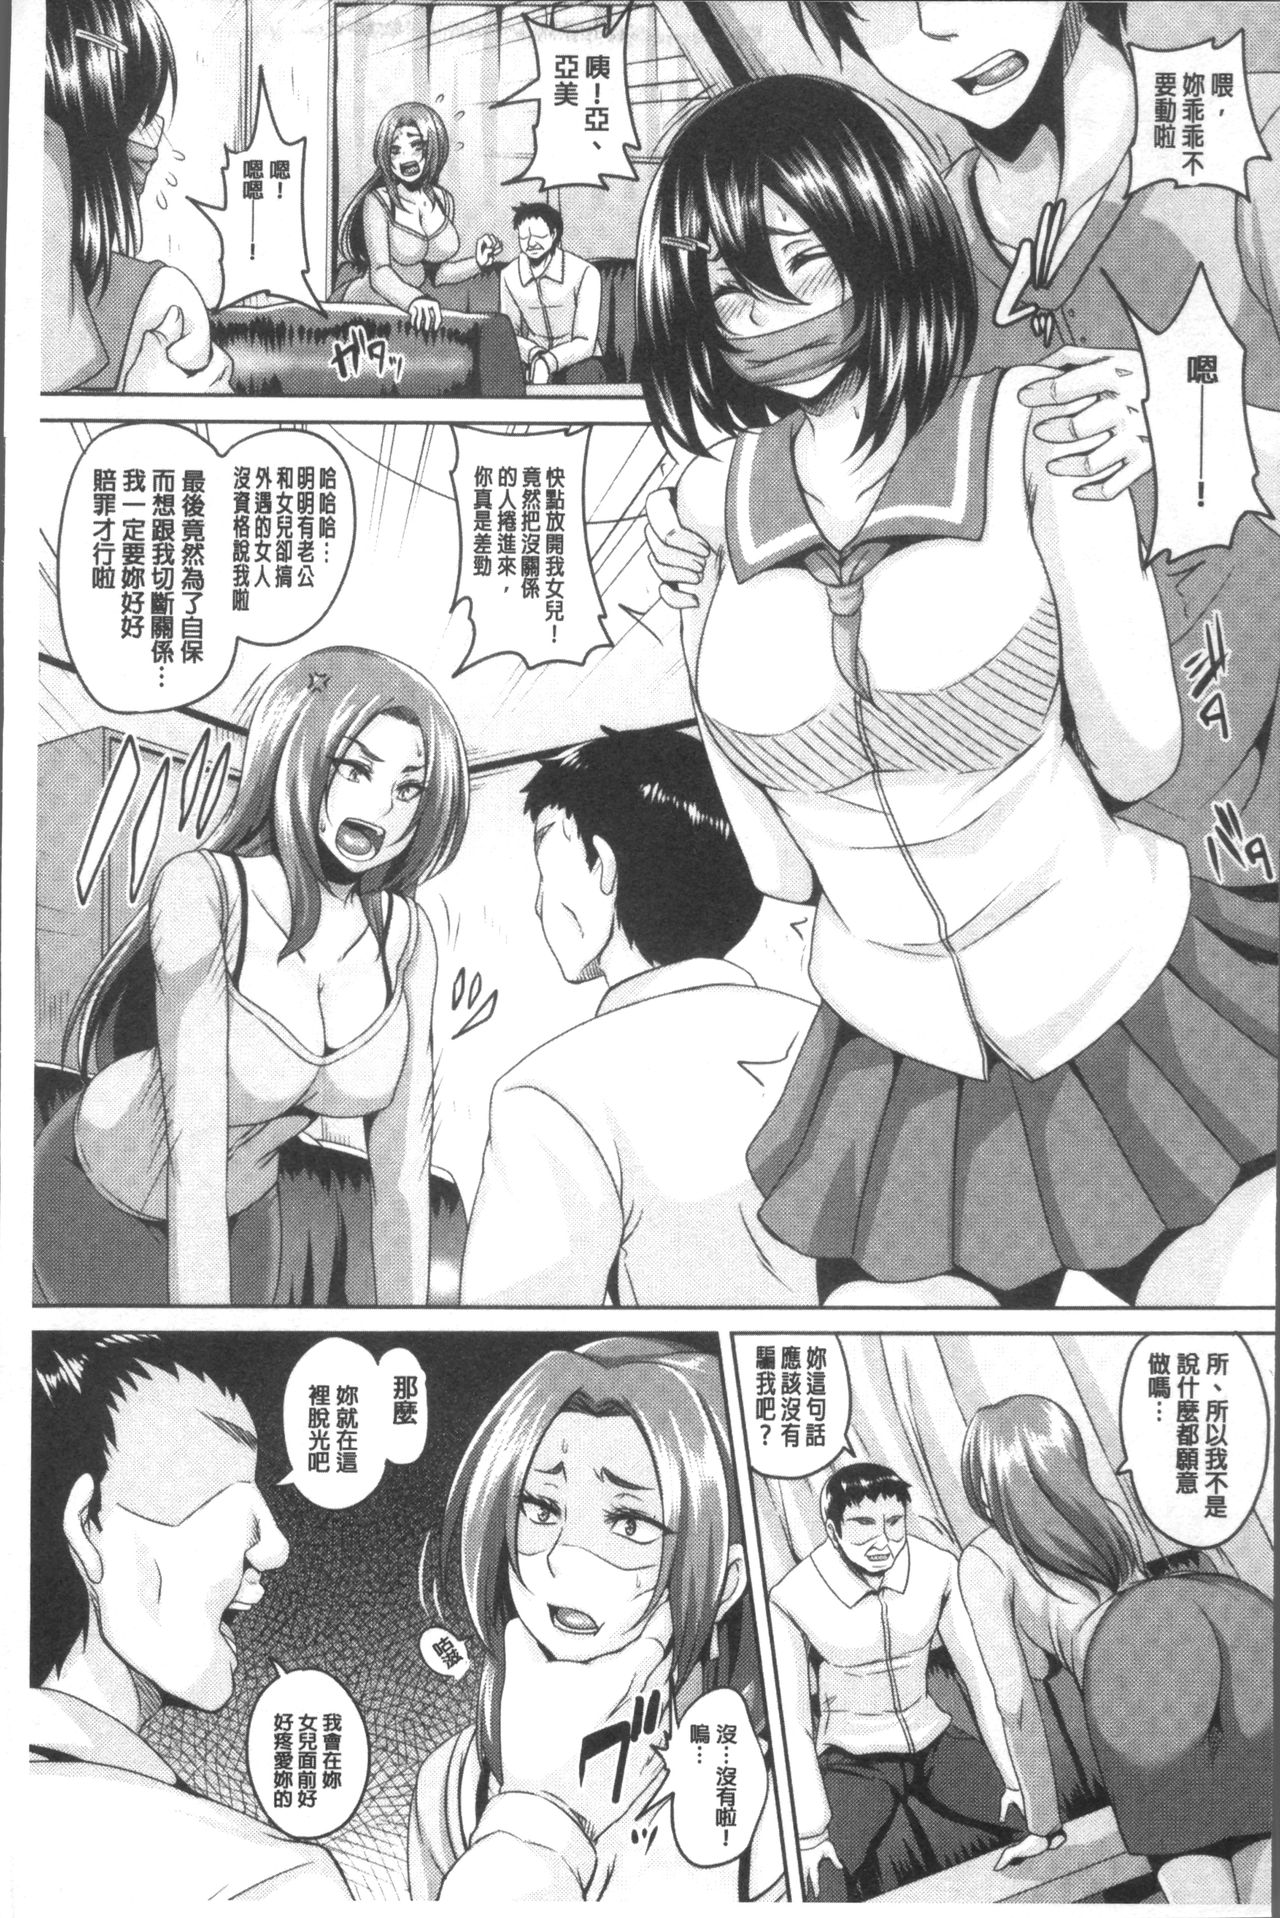 喂，
妳乖乖不
要動啦
嗯——！
咦！亞、
亞美
嗯！
嗯嗯——！
ガタッ
快點放開我女兒！
竟然把沒關係
的人捲進來，
你真是差勁
哈哈哈…
明明有老公
和女兒卻搞
外遇的女人
沒資格說我啦
最後竟然為了自保
而想跟我切斷關係…
我一定要妳好好
賠罪才行啦
所、所以我不是
說什麼都願意
做嗎…
妳這句話
應該沒有
騙我吧？
沒…沒有啦！
嗚…
那麼
妳就在這
裡脫光吧
我會在妳
女兒面前好
好疼愛妳的